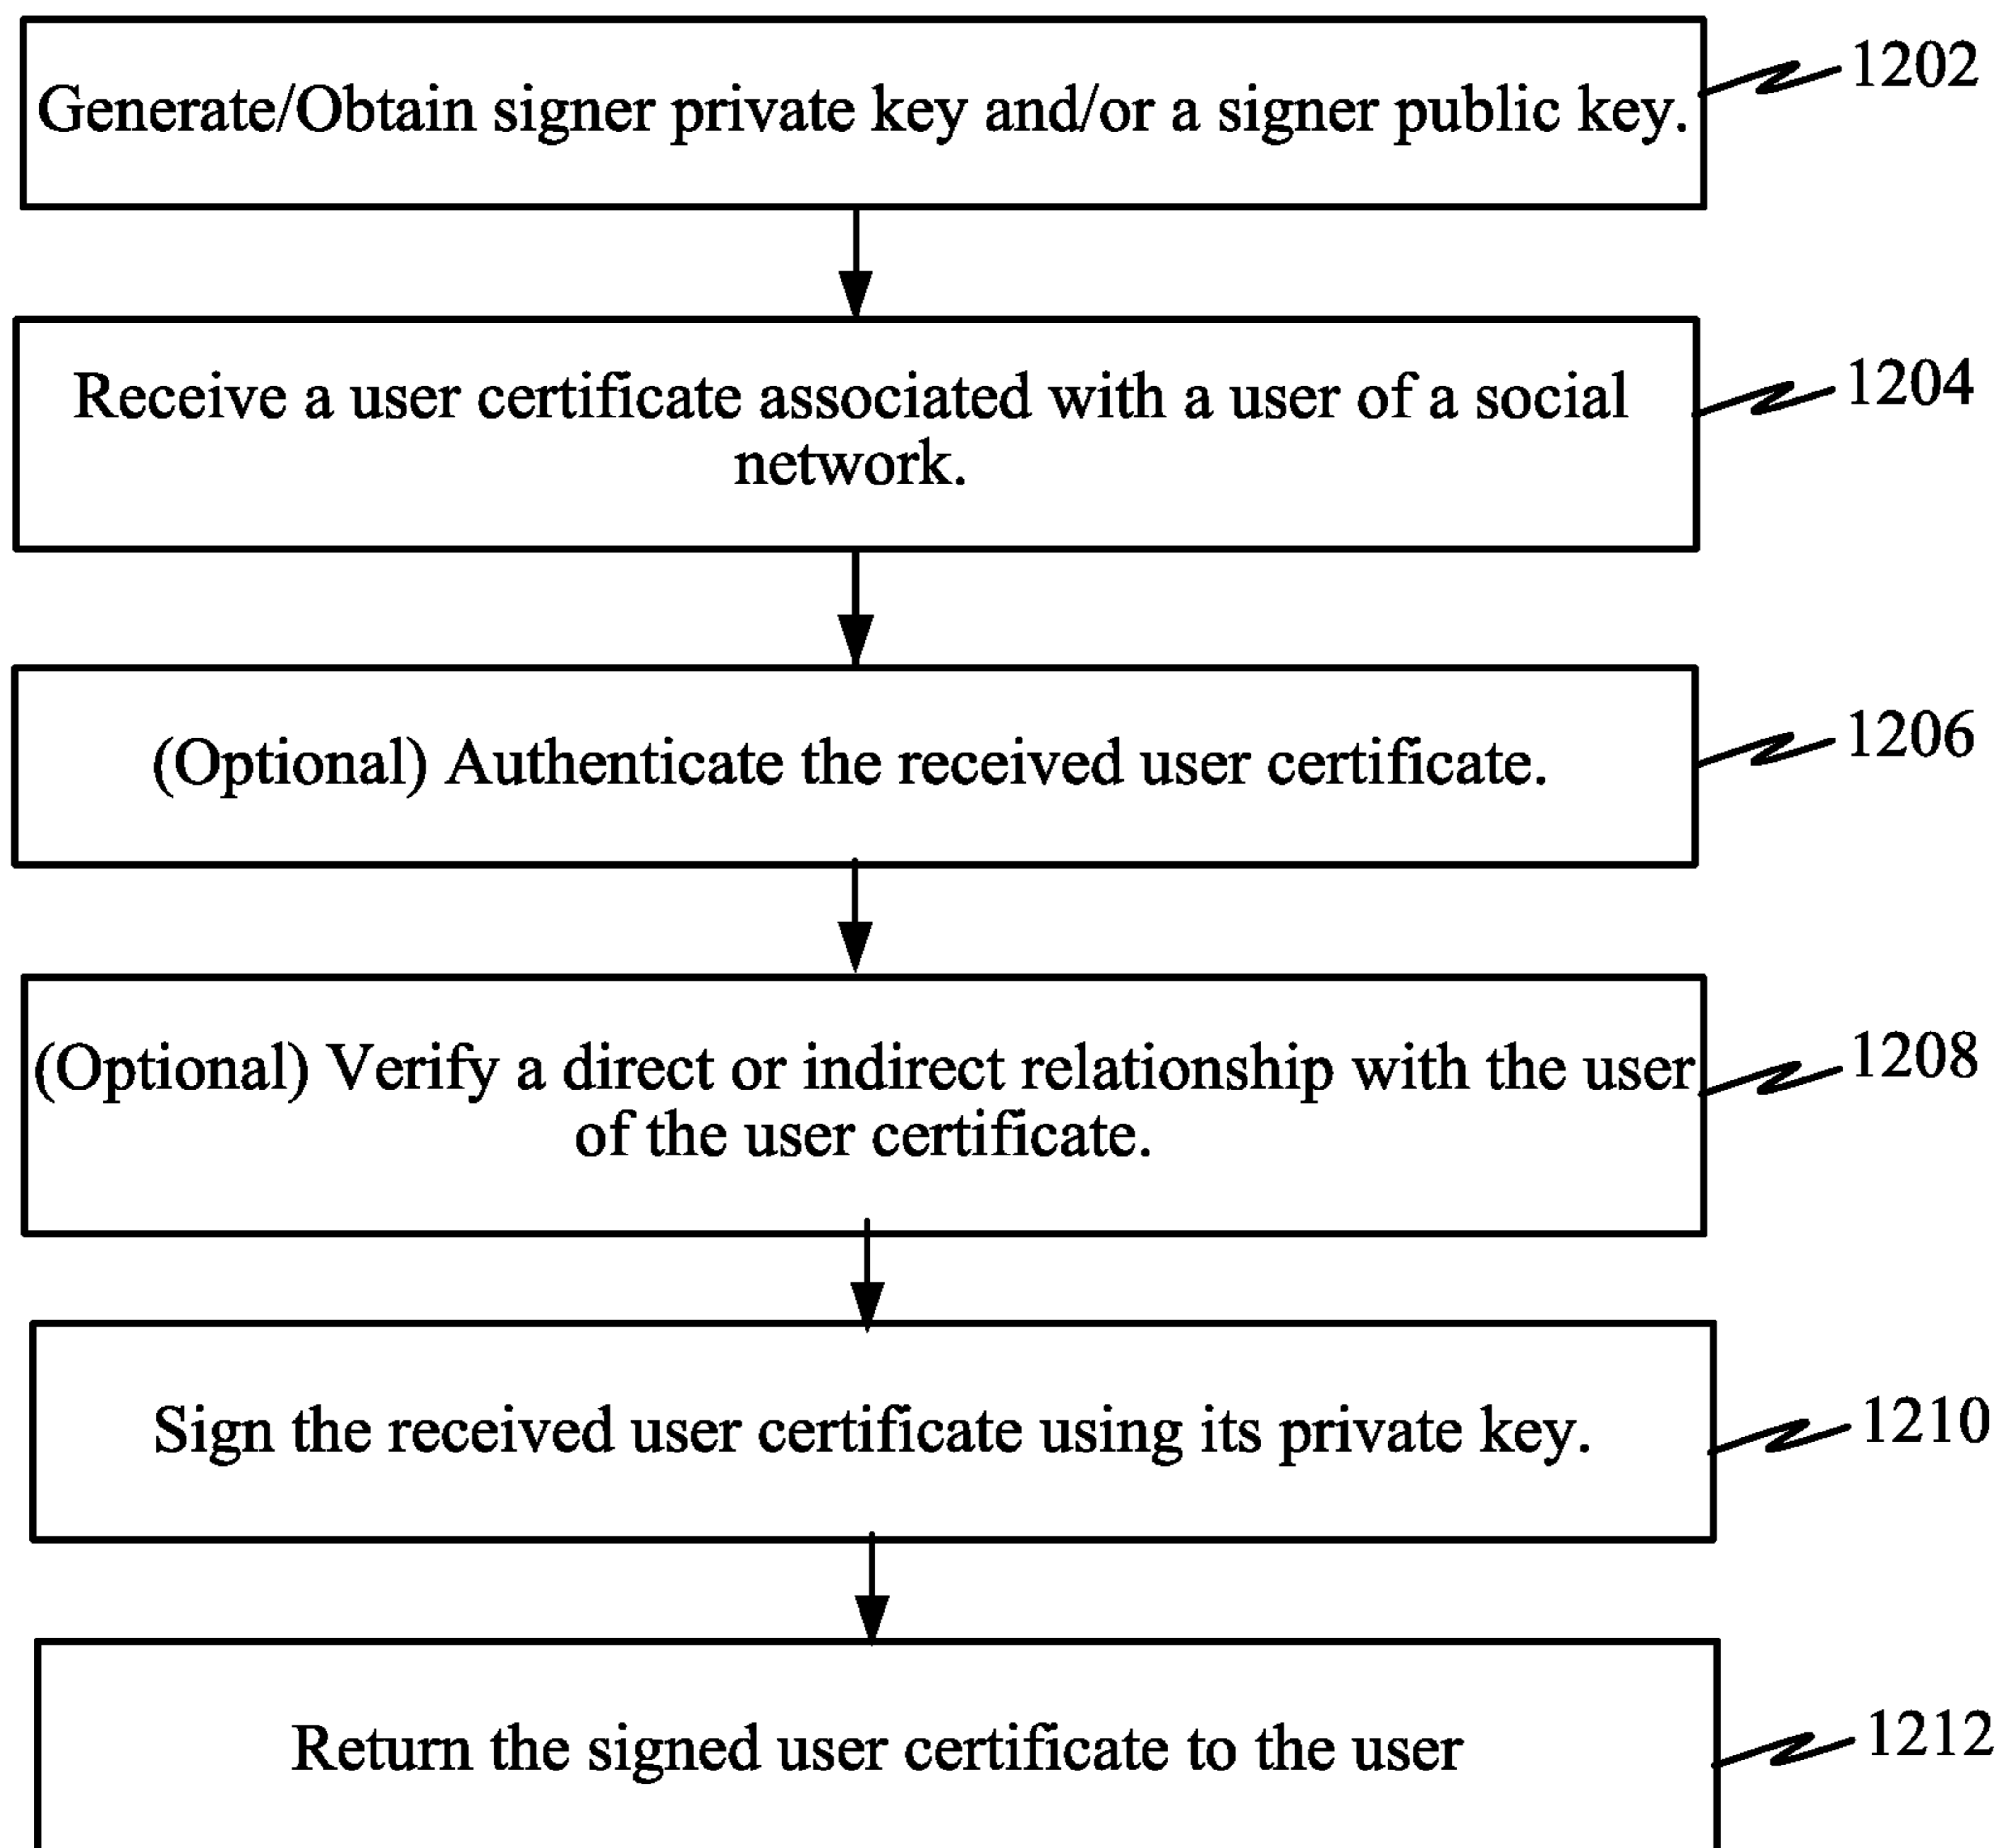 Generate/Obtain signer private key and/or a signer public key.
1202
Receive a user certificate associated with a user of a social
network.
1204
(Optional) Authenticate the received user certificate.
1206
(Optional) Verify a direct or indirect relationship with the user
of the user certificate.
1208
Sign the received user certificate using its private key.
1210
Return the signed user certificate to the user
1212